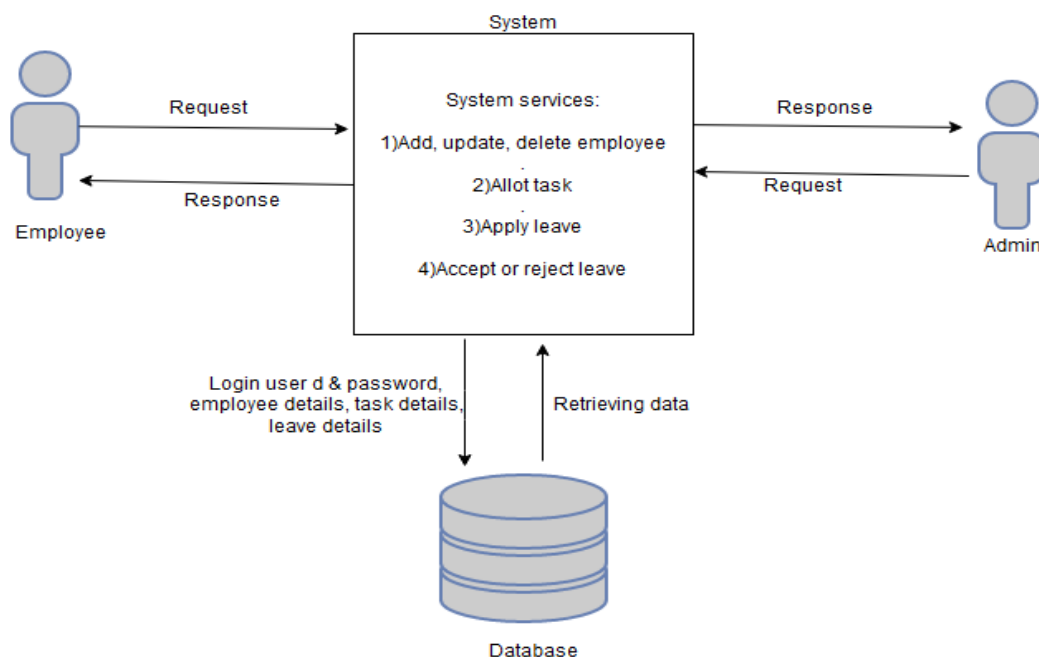 System
System services:
1)Add, update, delete employee
.
2)Allot task
.
3)Apply leave
4)Accept or reject leave
Request
Response
Employee
Response
Request
Admin
Login user d & password,
employee details, task details,
leave details
Retrieving data
Database